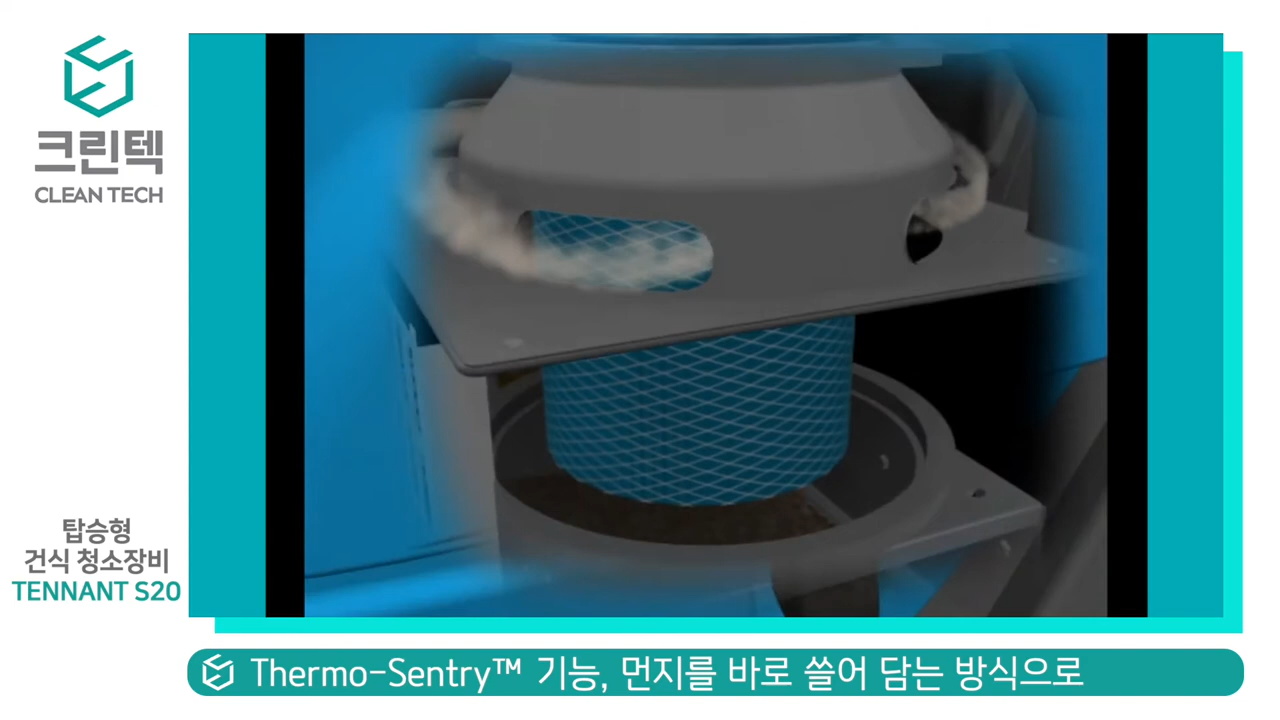 크린텍
CLEAN TECH
탑승형
건식 청소장비
TENNANT S20
Thermo-Sentry™ 기능, 먼지를 바로 쓸어 담는 방식으로